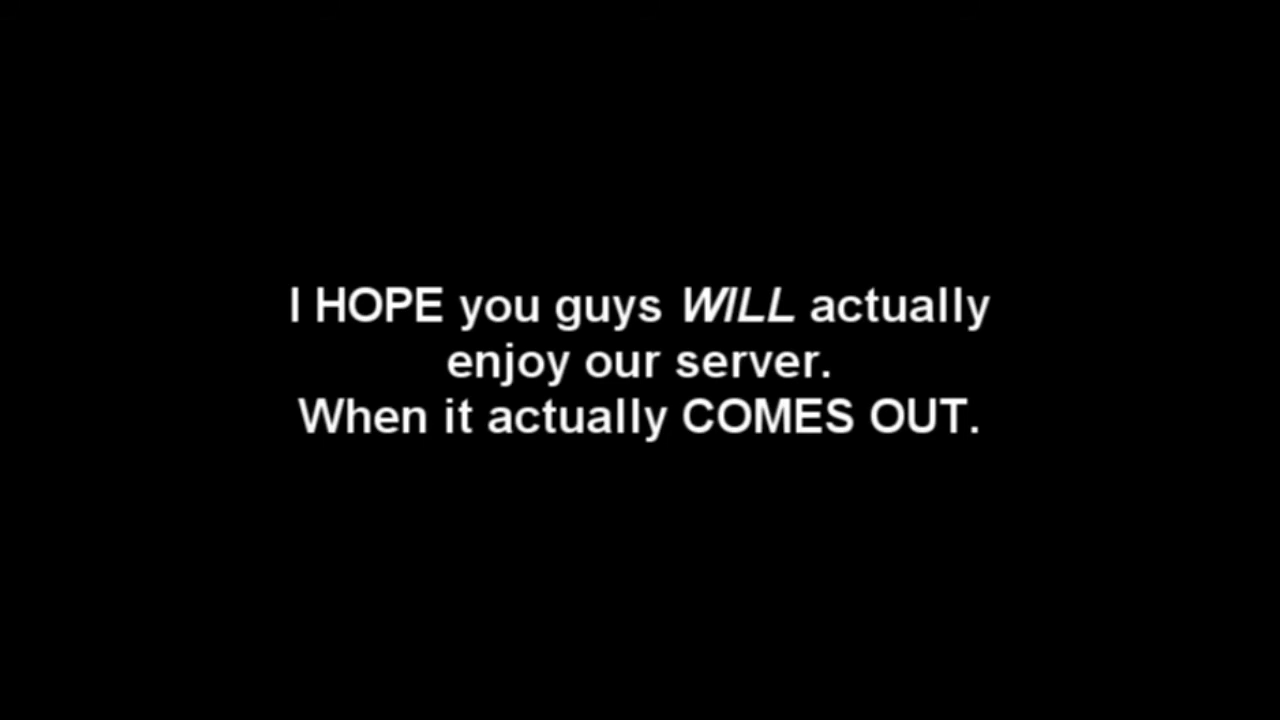 I HOPE you guys WILL actually
enjoy our server.
When it actually COMES OUT.